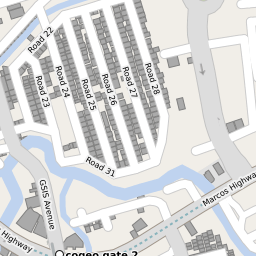 Road 22
Road 23
Road 24
Road 25
Road 26
Road 27
Road 28
Road 31
GSIS Avenue
Marcos Highway
Highway
cogeo gate 2